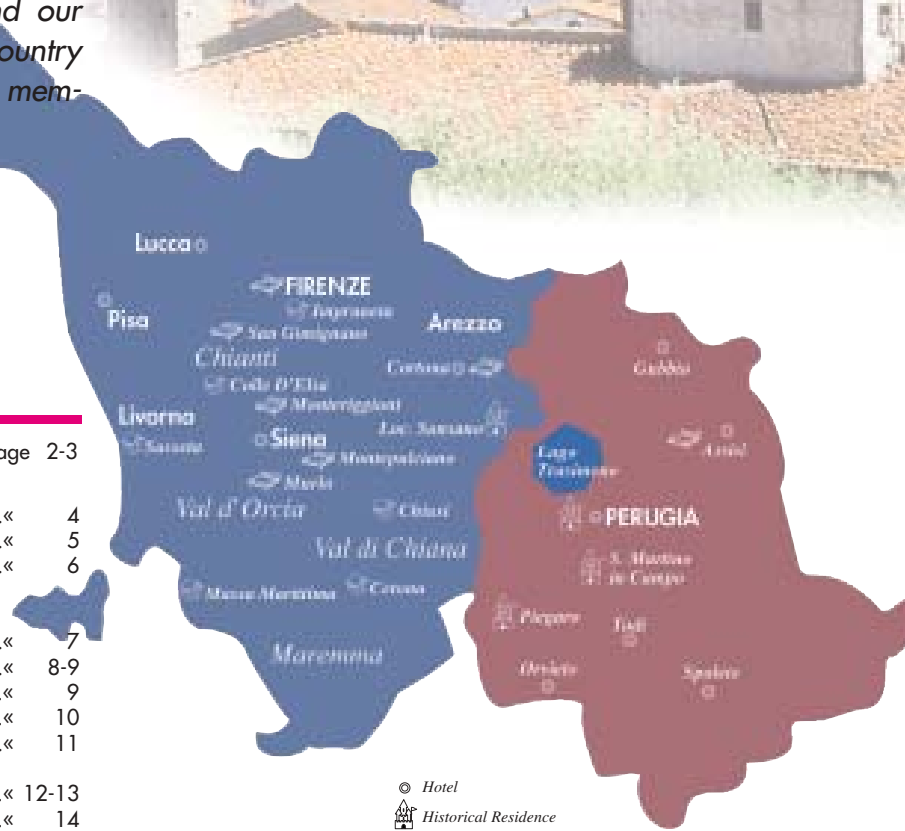 nd our
ountry
mem-
Lucca
FIRENZE
Impruneta
Pisa
San Gimignano
Arezzo
Chianti
Cortona
Gubbio
Colle D'Elsa
Monteriggioni
Livorno
Sassetta
Siena
Loc. Sansano
Montepulciano
Assisi
Lago
Trasimeno
Murlo
Val d'Orcia
Chiusi
PERUGIA
Val di Chiana
S. Martino
in Campo
Massa Marittima
Cetona
Piegaro
Todi
Maremma
Orvieto
Spoleto
age 2-3
.« 4
.« 5
.« 6
.« 7
.« 8-9
.« 9
.« 10
.« 11
.« 12-13
.« 14
Hotel
Historical Residence